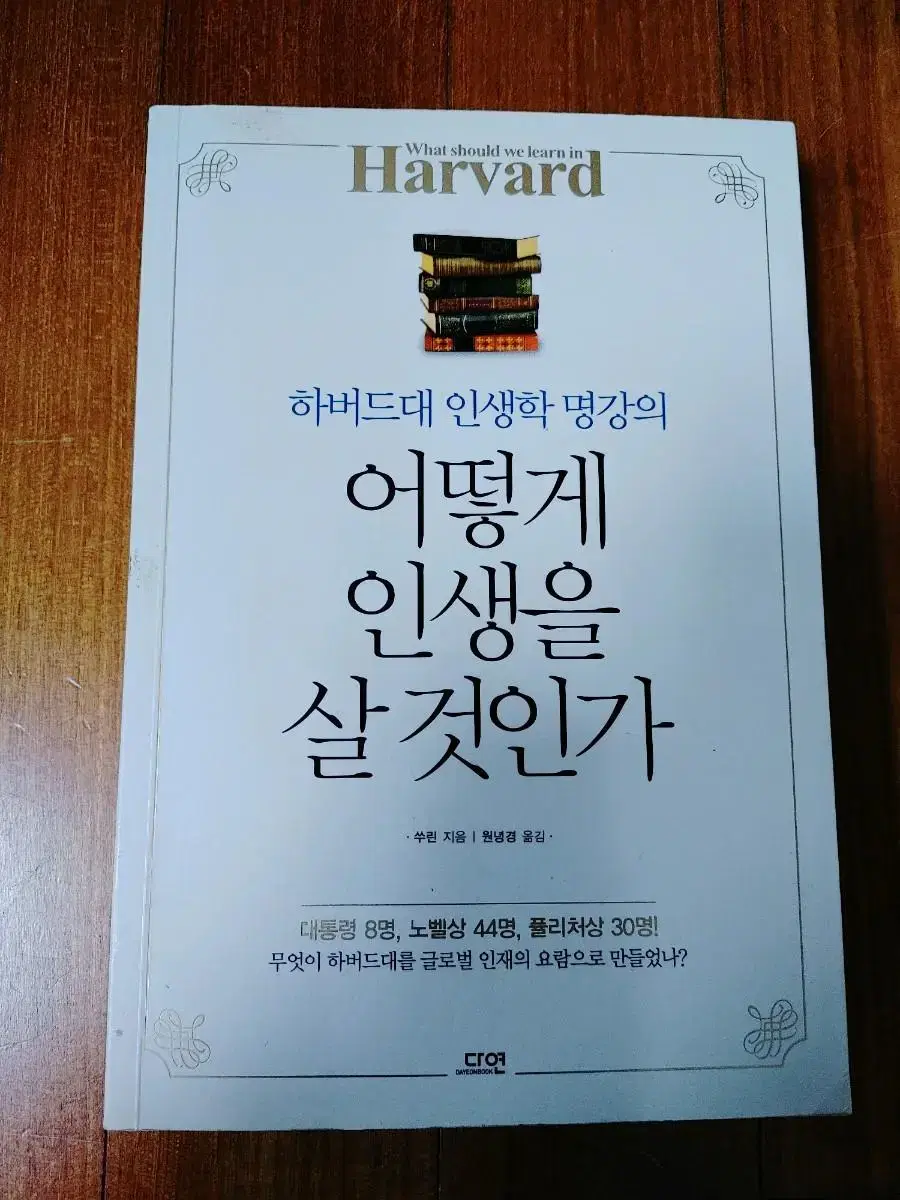 What should we learn in
Harvard
하버드대 인생학 명강의
어떻게
인생을
살 것인가
· 쑤린 지음 | 원녕경 옮김 ·
대통령 8명, 노벨상 44명, 퓰리처상 30명!
무엇이 하버드대를 글로벌 인재의 요람으로 만들었나?
다연
DAYEONBOOK